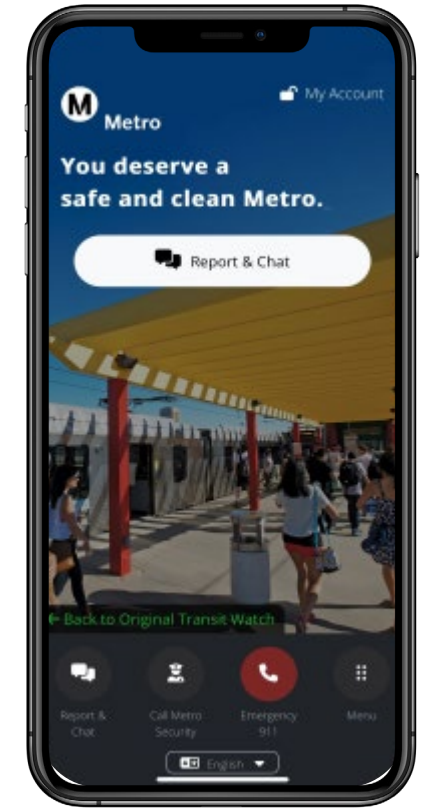 M
Metro
My Account
You deserve a
safe and clean Metro.
Report & Chat
← Back to Original Transit Watch
Report &
Chat
Call Metro
Security
Emergency
911
Menu
English